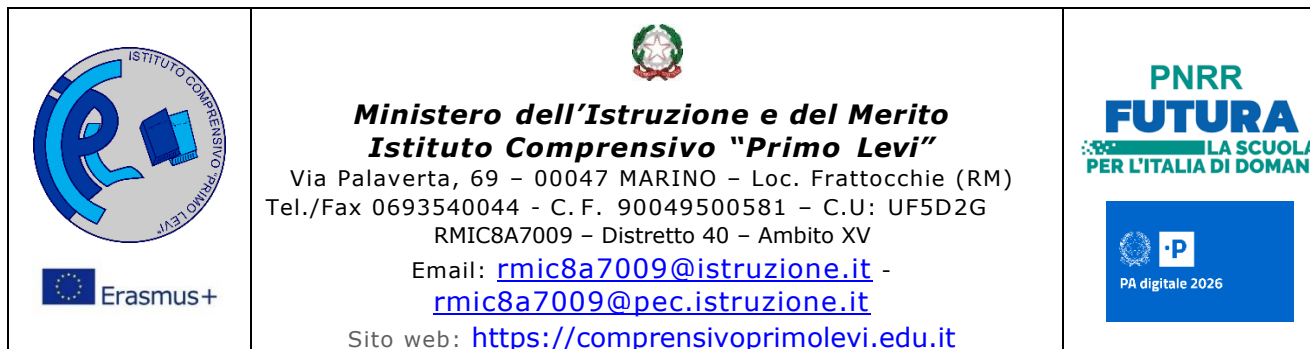 ISTITUTO COMPRENSIVO "PRIMO LEVI"
Erasmus+
Ministero dell’Istruzione e del Merito
Istituto Comprensivo “Primo Levi”
Via Palaverta, 69 – 00047 MARINO – Loc. Frattocchie (RM)
Tel./Fax 0693540044 - C. F. 90049500581 – C.U: UF5D2G
RMIC8A7009 – Distretto 40 – Ambito XV
Email: rmic8a7009@istruzione.it -
rmic8a7009@pec.istruzione.it
Sito web: https://comprensivoprimolevi.edu.it
PNRR
FUTURA
LA SCUOLA
PER L'ITALIA DI DOMAN
·P
PA digitale 2026